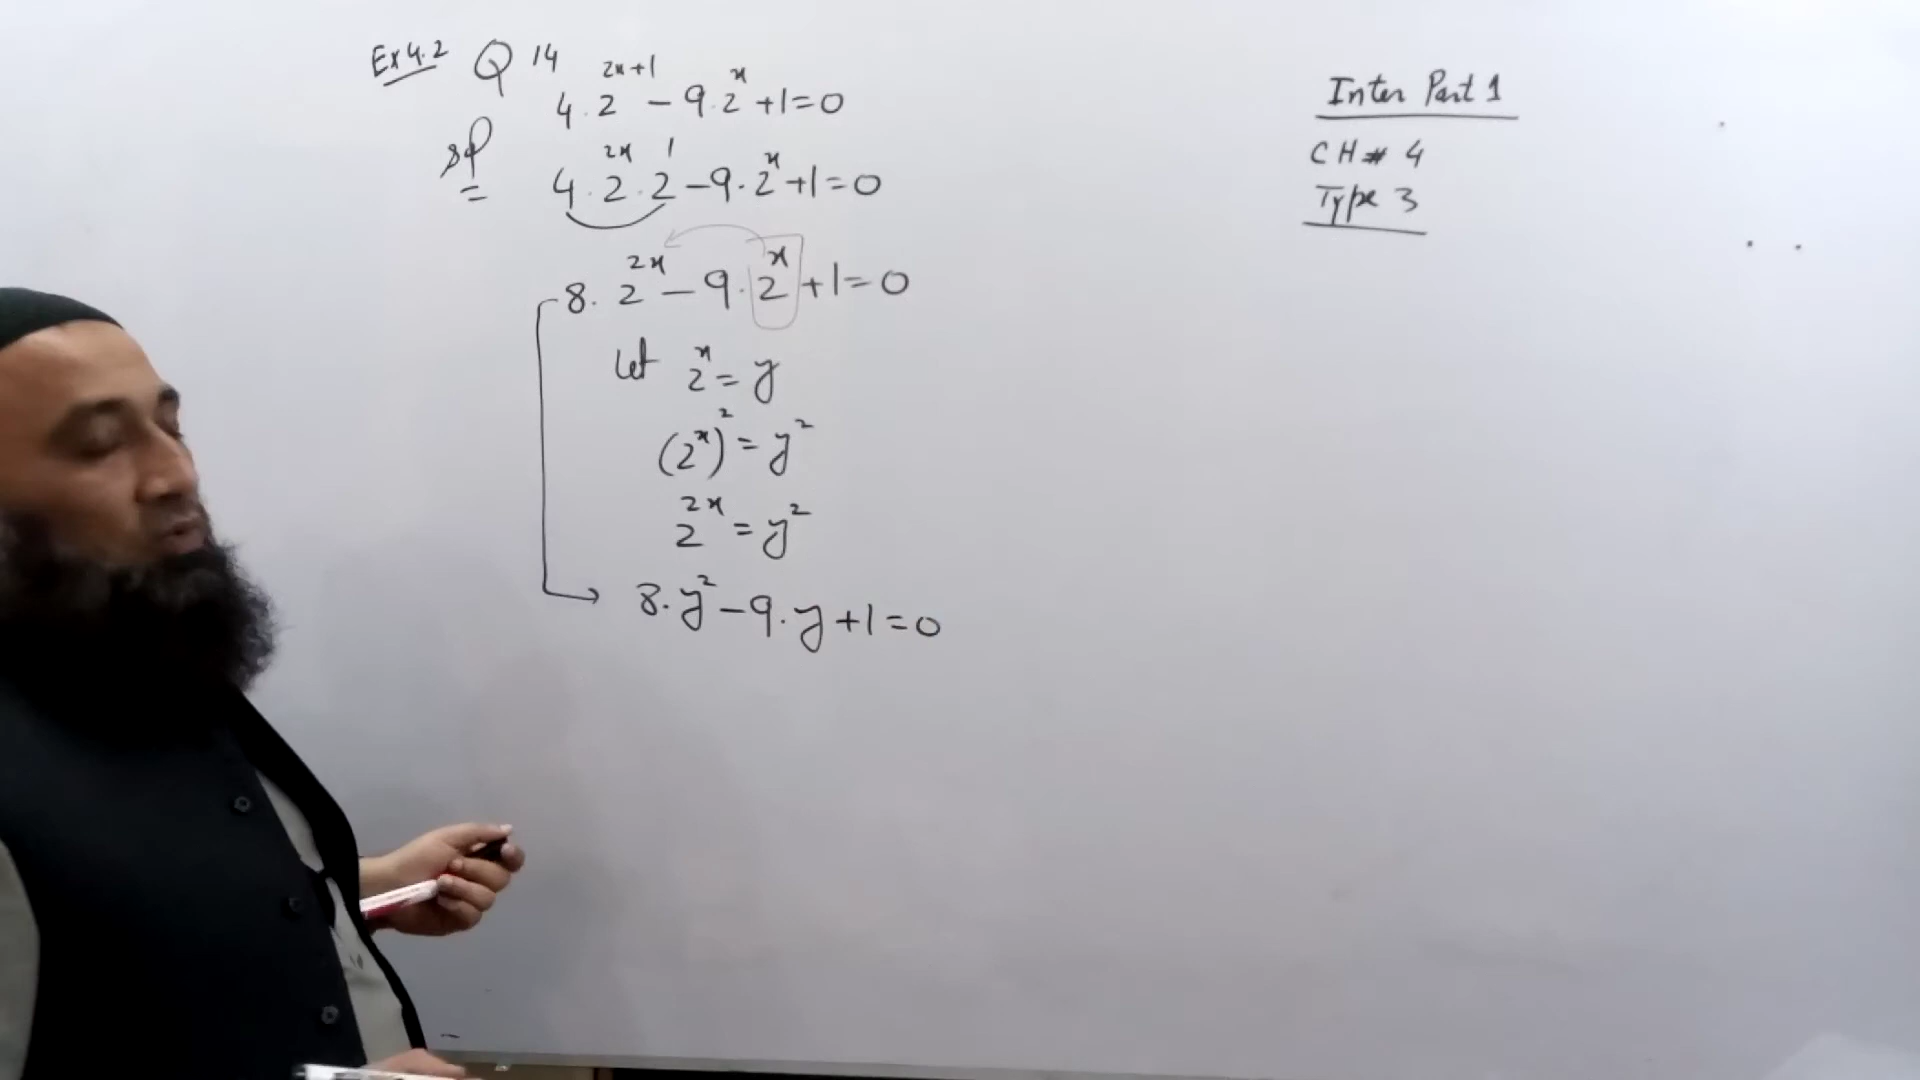 Ex 4.2 Q 14
4.2^{2x+1} - 9.2^x + 1 = 0
4.2^{2x}.2^1 - 9.2^x + 1 = 0
8.2^{2x} - 9.2^x + 1 = 0
Let 2^x = y
(2^x)^2 = y^2
2^{2x} = y^2
8.y^2 - 9.y + 1 = 0
Inter Part 1
CH# 4
Type 3